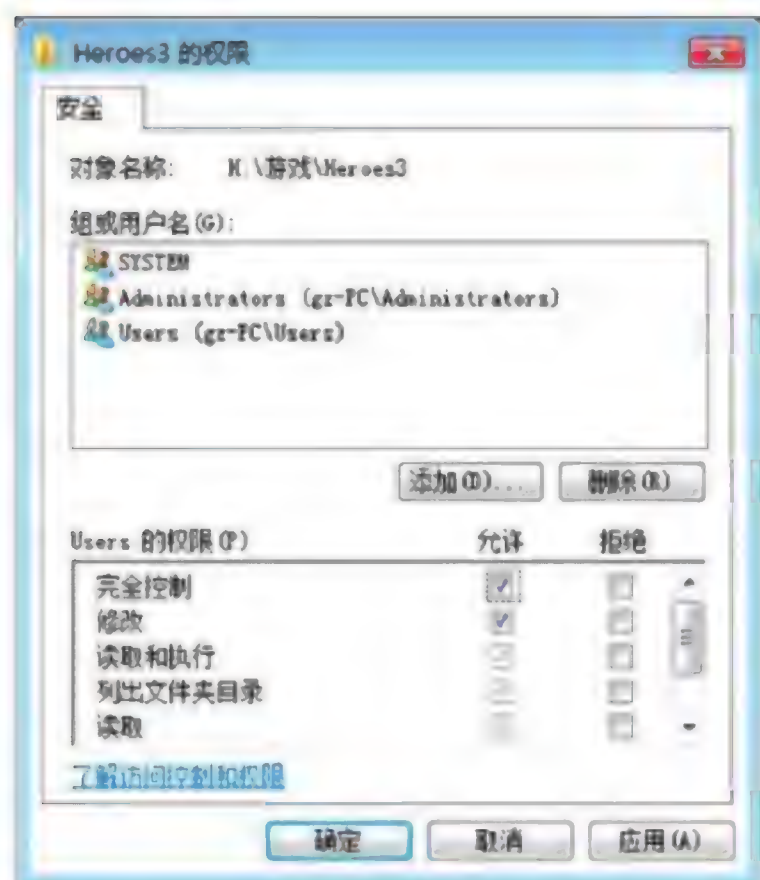 Heroes3 的权限
安全
对象名称: H:\游戏\Heroes3
组或用户名(G):
SYSTEM
Administrators (gz-PC\Administrators)
Users (gz-PC\Users)
添加(D)... 删除(R)
Users 的权限(P) 允许 拒绝
完全控制
修改
读取和执行
列出文件夹目录
读取
了解访问控制和权限
确定 取消 应用(A)